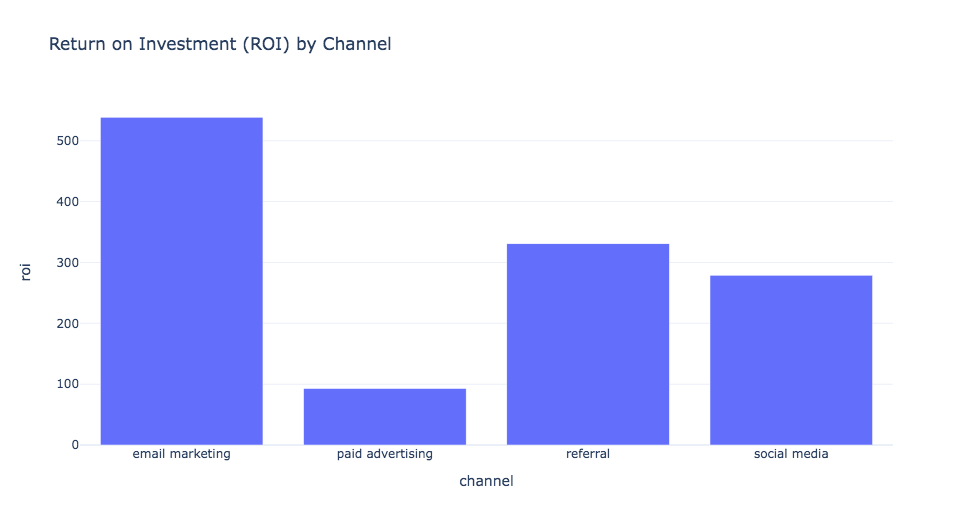 Return on Investment (ROI) by Channel
500
400
300
200
100
0
roi
email marketing
paid advertising
referral
social media
channel